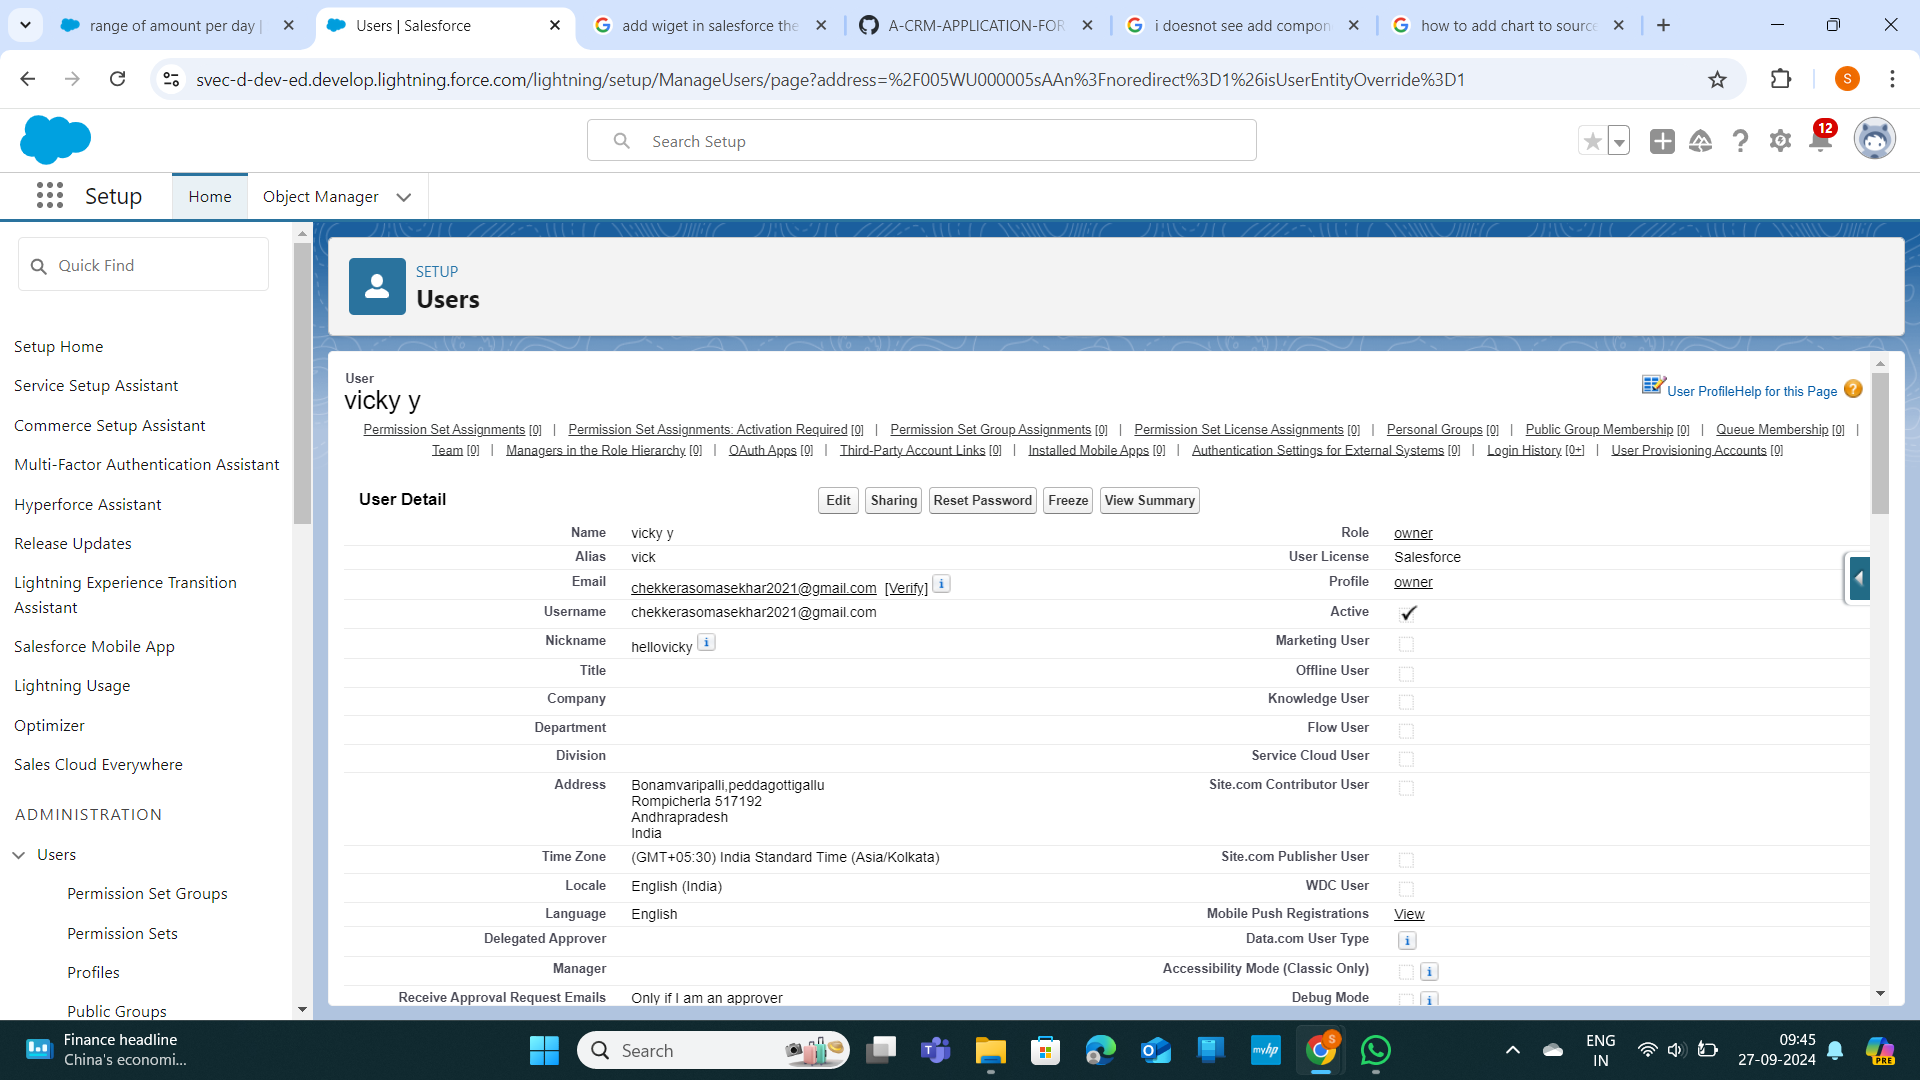 range of amount per day |
Users | Salesforce
add wiget in salesforce the
A-CRM-APPLICATION-FOR
i doesnot see add compon
how to add chart to source
svec-d-dev-ed.develop.lightning.force.com/lightning/setup/ManageUsers/page?address=%2F005WU000005sAAn%3Fnoredirect%3D1%26isUserEntityOverride%3D1
S
Search Setup
12
Setup
Home
Object Manager
Quick Find
Setup Home
Service Setup Assistant
Commerce Setup Assistant
Multi-Factor Authentication Assistant
Hyperforce Assistant
Release Updates
Lightning Experience Transition
Assistant
Salesforce Mobile App
Lightning Usage
Optimizer
Sales Cloud Everywhere
ADMINISTRATION
Users
Permission Set Groups
Permission Sets
Profiles
Public Groups
SETUP
Users
User
vicky y
User ProfileHelp for this Page ?
Permission Set Assignments [0] | Permission Set Assignments: Activation Required [0] | Permission Set Group Assignments [0] | Permission Set License Assignments [0] | Personal Groups [0] | Public Group Membership [0] | Queue Membership [0] |
Team [0] | Managers in the Role Hierarchy [0] | OAuth Apps [0] | Third-Party Account Links [0] | Installed Mobile Apps [0] | Authentication Settings for External Systems [0] | Login History [0+] | User Provisioning Accounts [0]
User Detail
Edit Sharing Reset Password Freeze View Summary
Name vicky y Role owner
Alias vick User License Salesforce
Email chekkerasomasekhar2021@gmail.com [Verify] i Profile owner
Username chekkerasomasekhar2021@gmail.com Active
Nickname hellovicky i Marketing User
Title Offline User
Company Knowledge User
Department Flow User
Division Service Cloud User
Address Bonamvaripalli,peddagottigallu Site.com Contributor User
Rompicherla 517192
Andhrapradesh
India
Time Zone (GMT+05:30) India Standard Time (Asia/Kolkata) Site.com Publisher User
Locale English (India) WDC User
Language English Mobile Push Registrations View
Delegated Approver Data.com User Type i
Manager Accessibility Mode (Classic Only) i
Receive Approval Request Emails Only if I am an approver Debug Mode i
Finance headline
China's economi...
Search
myhp
S
ENG
IN
09:45
27-09-2024
PRE